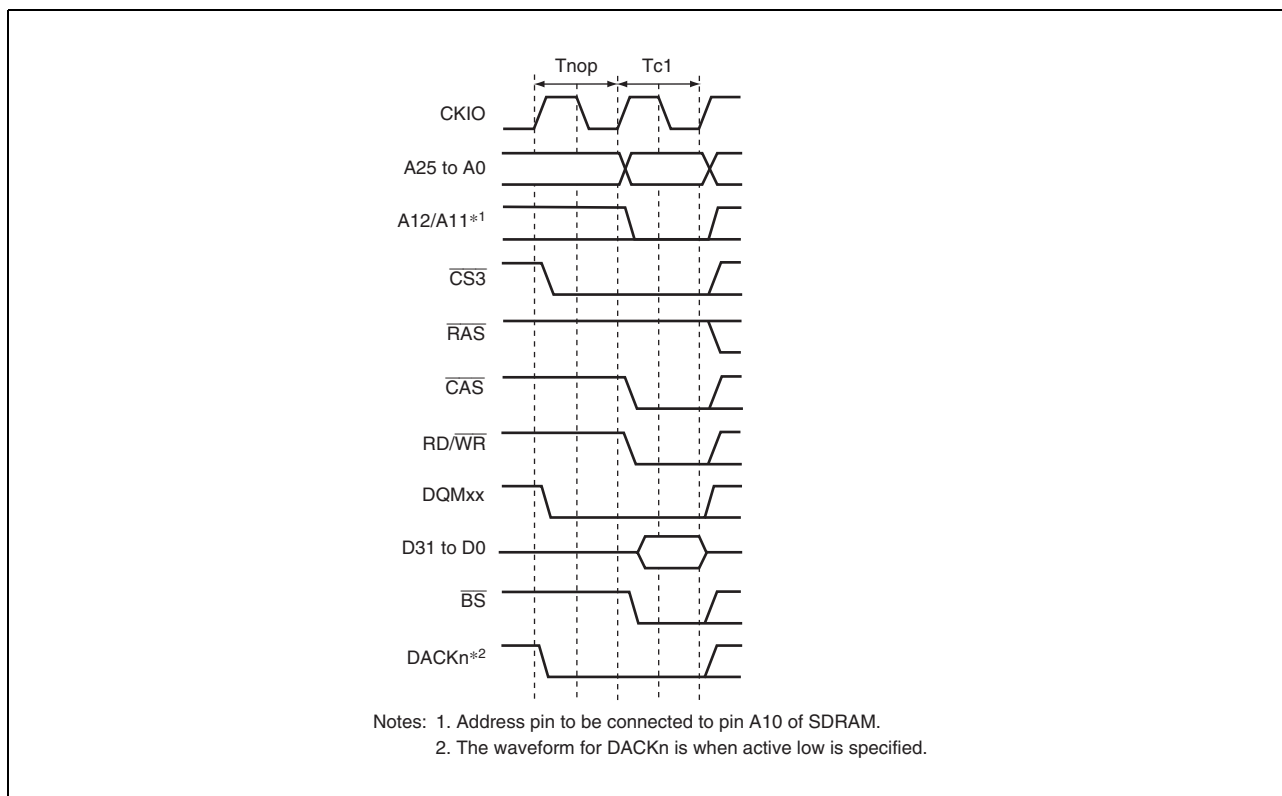 Tnop Tc1
CKIO
A25 to A0
A12/A11*1
CS3
RAS
CAS
RD/WR
DQMxx
D31 to D0
BS
DACKn*2
Notes: 1. Address pin to be connected to pin A10 of SDRAM.
2. The waveform for DACKn is when active low is specified.